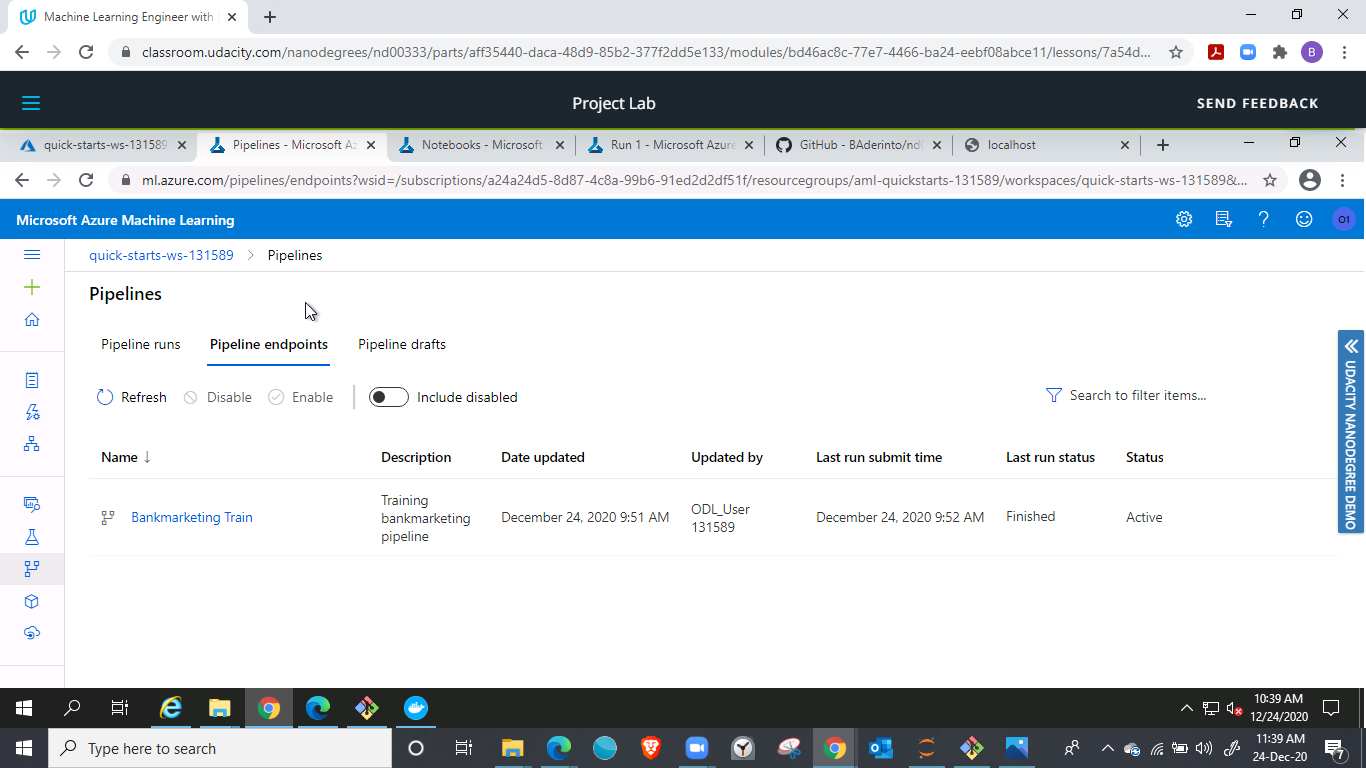 Machine Learning Engineer with
classroom.udacity.com/nanodegrees/nd00333/parts/aff35440-daca-48d9-85b2-377f2dd5e133/modules/bd46ac8c-77e7-4466-ba24-eebf08abce11/lessons/7a54d...
B
Project Lab
SEND FEEDBACK
quick-starts-ws-131589
Pipelines - Microsoft Az
Notebooks - Microsoft
Run 1 - Microsoft Azure
GitHub - BAderinto/nd
localhost
ml.azure.com/pipelines/endpoints?wsid=/subscriptions/a24a24d5-8d87-4c8a-99b6-91ed2d2df51f/resourcegroups/aml-quickstarts-131589/workspaces/quick-starts-ws-131589&...
Microsoft Azure Machine Learning
O1
quick-starts-ws-131589 > Pipelines
Pipelines
Pipeline runs Pipeline endpoints Pipeline drafts
Refresh Disable Enable Include disabled Search to filter items...
UDACITY NANODEGREE DEMO
Name ↓ Description Date updated Updated by Last run submit time Last run status Status
Bankmarketing Train
Training
bankmarketing
pipeline
December 24, 2020 9:51 AM
ODL_User
131589
December 24, 2020 9:52 AM
Finished
Active
10:39 AM
12/24/2020
Type here to search
11:39 AM
24-Dec-20
7